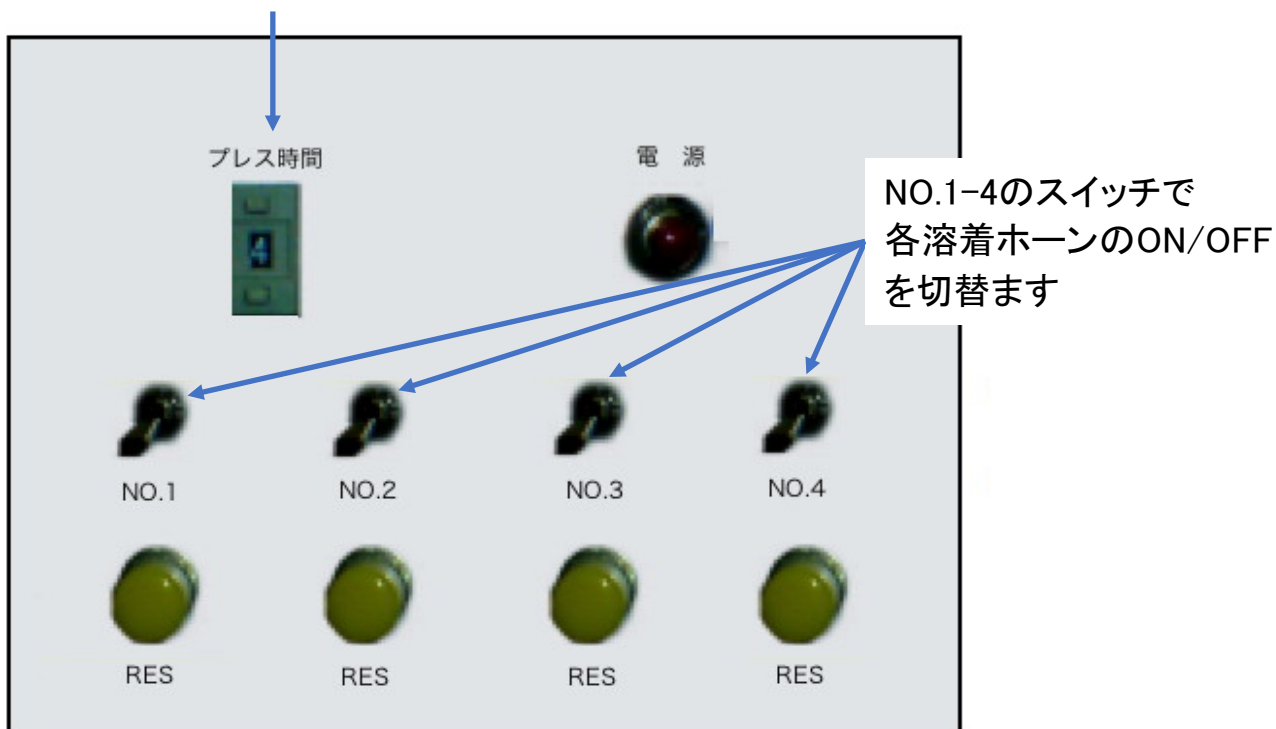 プレス時間
電 源
4
NO.1-4のスイッチで
各溶着ホーンのON/OFF
を切替ます
NO.1
NO.2
NO.3
NO.4
RES
RES
RES
RES